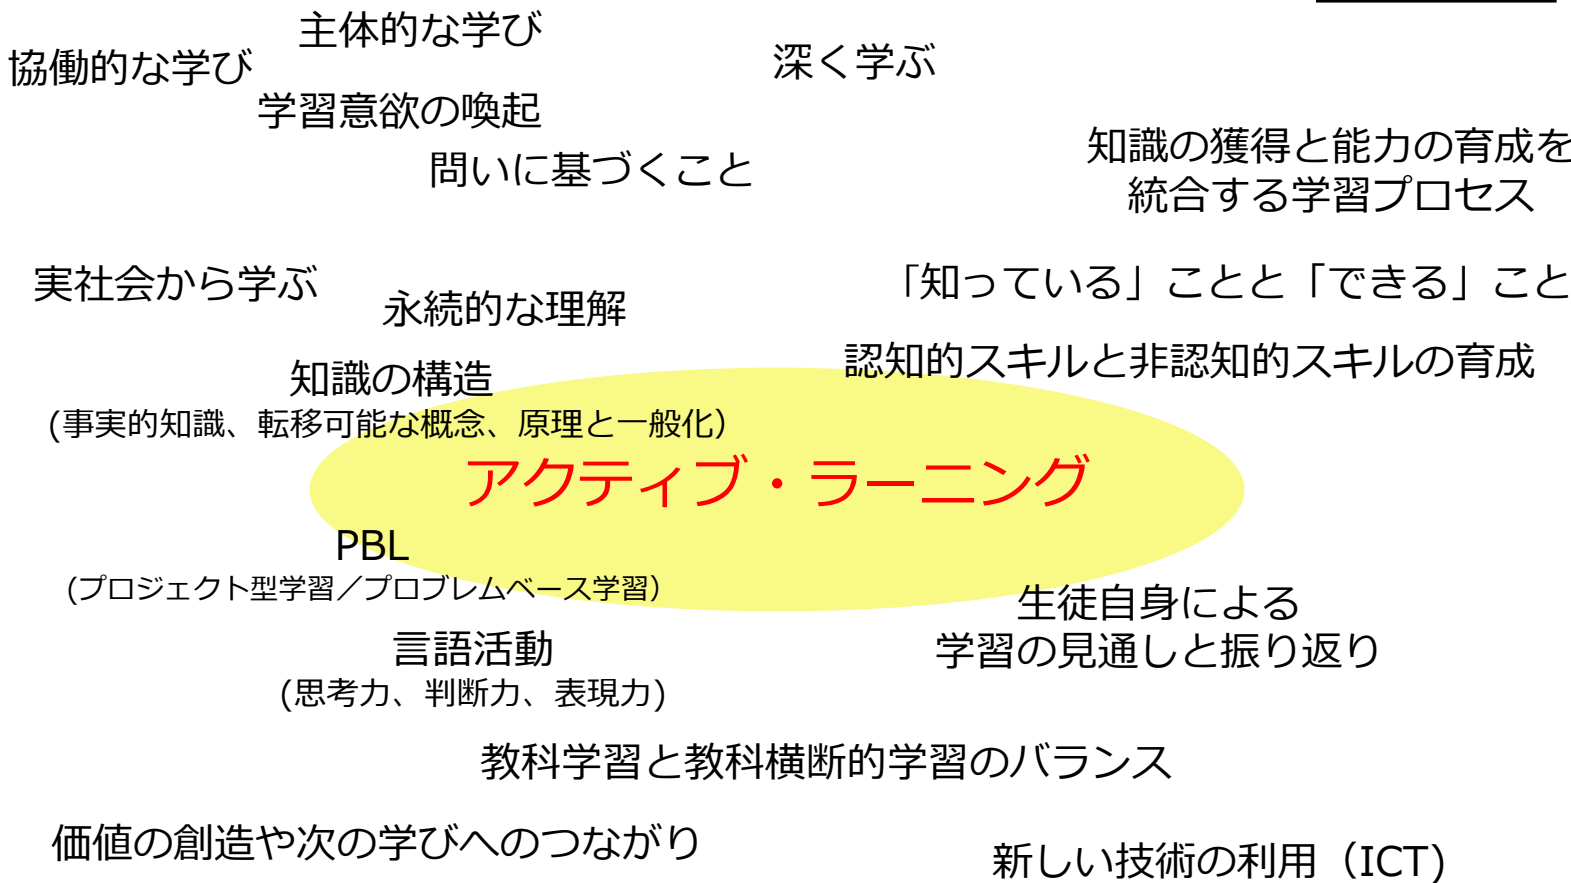 主体的な学び
協働的な学び
深く学ぶ
学習意欲の喚起
問いに基づくこと
知識の獲得と能力の育成を
統合する学習プロセス
実社会から学ぶ
永続的な理解
「知っている」ことと「できる」こと
認知的スキルと非認知的スキルの育成
知識の構造
(事実的知識、転移可能な概念、原理と一般化）
アクティブ・ラーニング
PBL
(プロジェクト型学習／プロブレムベース学習）
生徒自身による
学習の見通しと振り返り
言語活動
(思考力、判断力、表現力)
教科学習と教科横断的学習のバランス
価値の創造や次の学びへのつながり
新しい技術の利用（ICT)